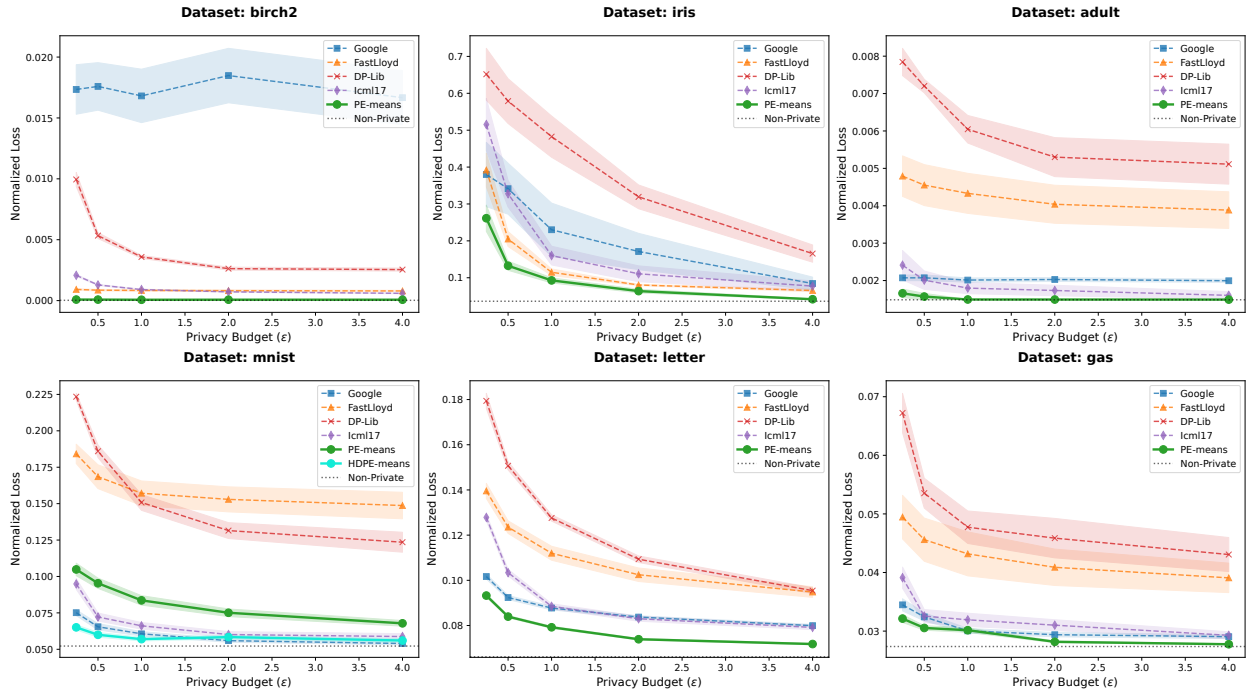 Dataset: birch2
Normalized Loss
0.020
0.015
0.010
0.005
0.000
0.5 1.0 1.5 2.0 2.5 3.0 3.5 4.0
Privacy Budget (ε)
Google
FastLloyd
DP-Lib
Icml17
PE-means
Non-Private
Dataset: iris
Normalized Loss
0.7
0.6
0.5
0.4
0.3
0.2
0.1
0.5 1.0 1.5 2.0 2.5 3.0 3.5 4.0
Privacy Budget (ε)
Google
FastLloyd
DP-Lib
Icml17
PE-means
Non-Private
Dataset: adult
Normalized Loss
0.008
0.007
0.006
0.005
0.004
0.003
0.002
0.5 1.0 1.5 2.0 2.5 3.0 3.5 4.0
Privacy Budget (ε)
Google
FastLloyd
DP-Lib
Icml17
PE-means
Non-Private
Dataset: mnist
Normalized Loss
0.225
0.200
0.175
0.150
0.125
0.100
0.075
0.050
0.5 1.0 1.5 2.0 2.5 3.0 3.5 4.0
Privacy Budget (ε)
Google
FastLloyd
DP-Lib
Icml17
PE-means
HDPE-means
Non-Private
Dataset: letter
Normalized Loss
0.18
0.16
0.14
0.12
0.10
0.08
0.5 1.0 1.5 2.0 2.5 3.0 3.5 4.0
Privacy Budget (ε)
Google
FastLloyd
DP-Lib
Icml17
PE-means
Non-Private
Dataset: gas
Normalized Loss
0.07
0.06
0.05
0.04
0.03
0.5 1.0 1.5 2.0 2.5 3.0 3.5 4.0
Privacy Budget (ε)
Google
FastLloyd
DP-Lib
Icml17
PE-means
Non-Private